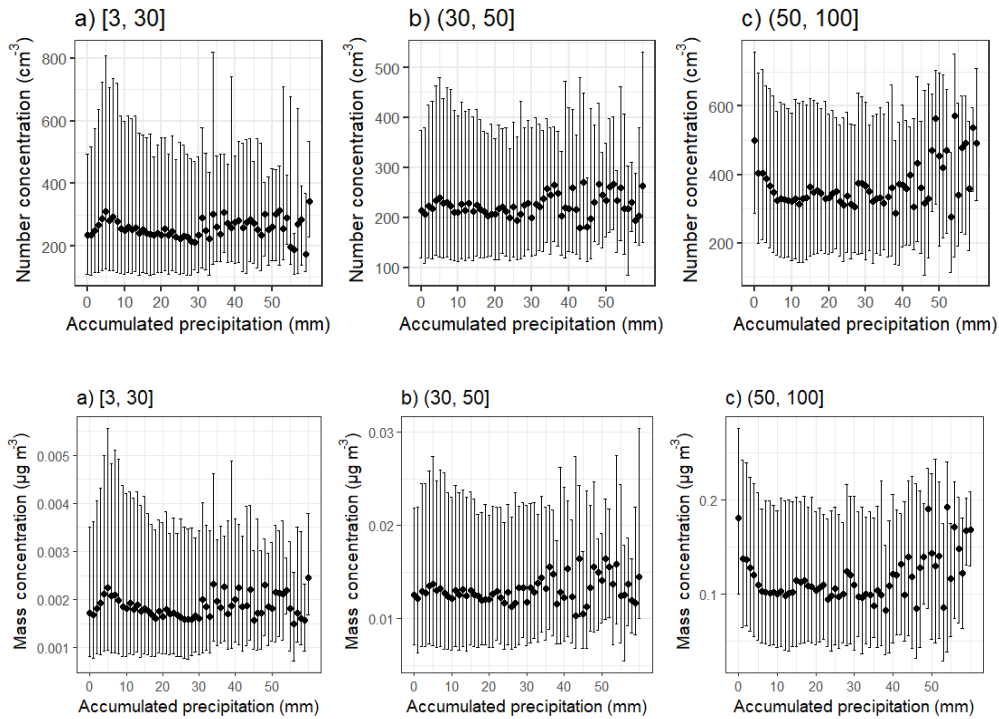 a) [3, 30]
b) (30, 50]
c) (50, 100]
Number concentration (cm⁻³)
800
600
400
200
0 10 20 30 40 50
Accumulated precipitation (mm)
Number concentration (cm⁻³)
500
400
300
200
100
0 10 20 30 40 50
Accumulated precipitation (mm)
Number concentration (cm⁻³)
600
400
200
0 10 20 30 40 50
Accumulated precipitation (mm)
a) [3, 30]
b) (30, 50]
c) (50, 100]
Mass concentration (µg m⁻³)
0.005
0.004
0.003
0.002
0.001
0 10 20 30 40 50
Accumulated precipitation (mm)
Mass concentration (µg m⁻³)
0.03
0.02
0.01
0 10 20 30 40 50
Accumulated precipitation (mm)
Mass concentration (µg m⁻³)
0.2
0.1
0 10 20 30 40 50
Accumulated precipitation (mm)